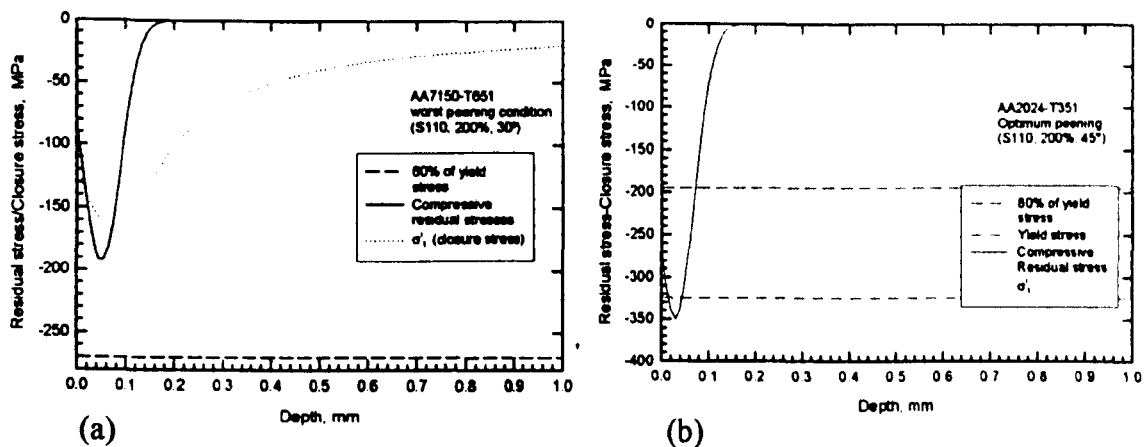 Residual stress/Closure stress, MPa
0
-50
-100
-150
-200
-250
AA7150-T651
worst peening condition
(S110, 200%, 30°)
60% of yield
stress
Compressive
residual stresses
(closure stress)
0.0 0.1 0.2 0.3 0.4 0.5 0.6 0.7 0.8 0.9 1.0
Depth, mm
(a)
Residual stress-Closure stress, MPa
0
-50
-100
-150
-200
-250
-300
-350
-400
AA2024-T351
Optimum peening
(S110, 200%, 45°)
60% of yield
stress
Yield stress
Compressive
Residual stress
0.0 0.1 0.2 0.3 0.4 0.5 0.6 0.7 0.8 0.9 1.0
Depth, mm
(b)